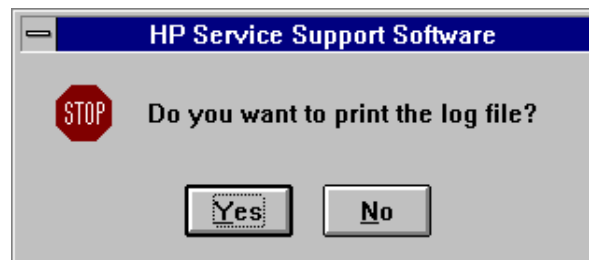 HP Service Support Software
STOP
Do you want to print the log file?
Yes
No